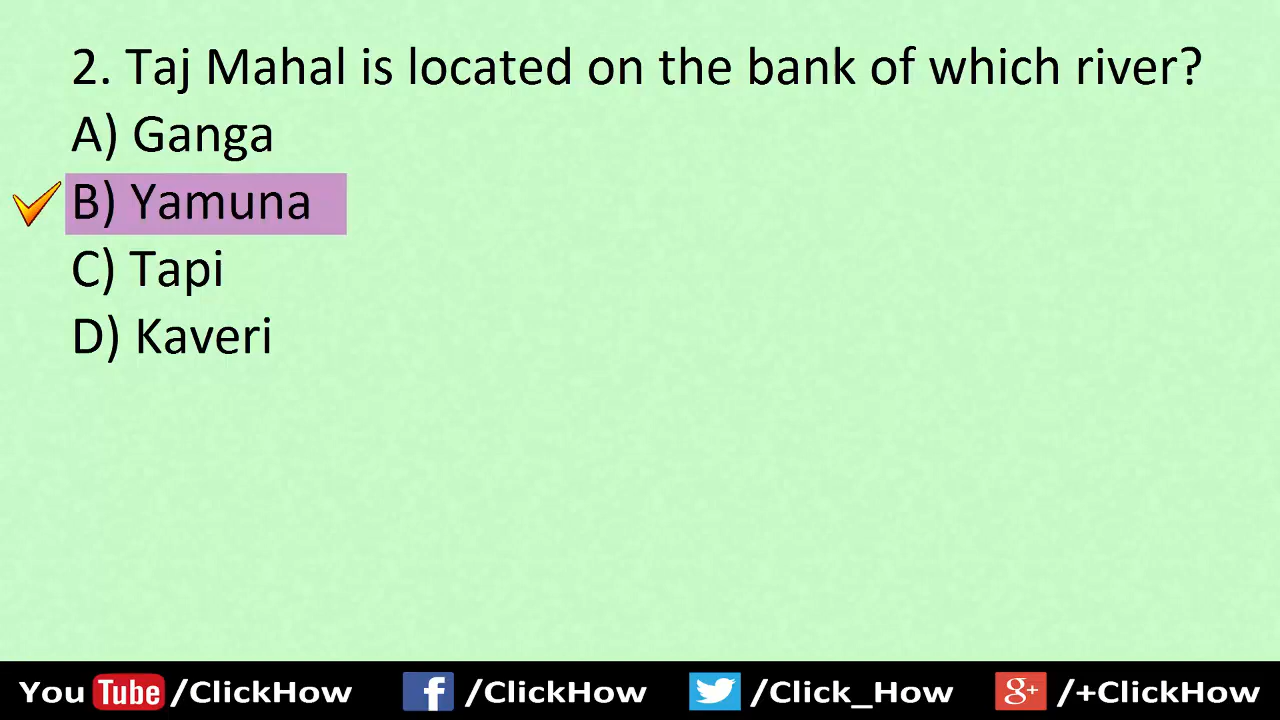 2. Taj Mahal is located on the bank of which river?
A) Ganga
B) Yamuna
C) Tapi
D) Kaveri
You Tube /ClickHow f /ClickHow /Click_How g+ /+ClickHow